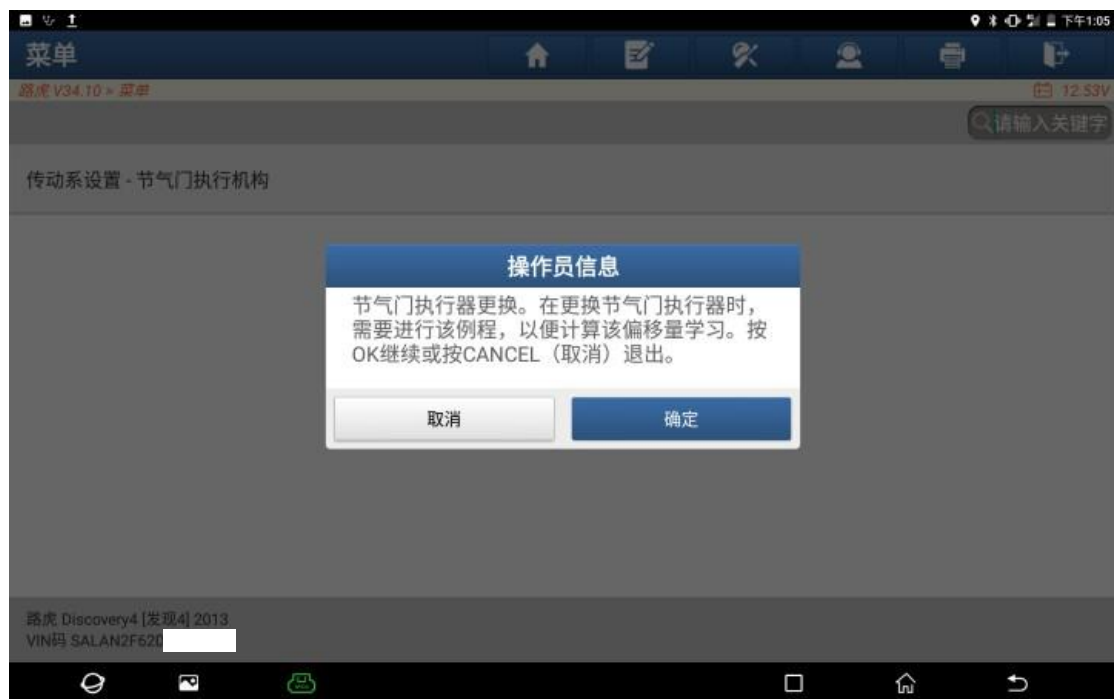 下午1:05
菜单
路虎 V34.10 > 菜单
12.53V
请输入关键字
传动系设置 - 节气门执行机构
操作员信息
节气门执行器更换。在更换节气门执行器时，
需要进行该例程，以便计算该偏移量学习。按
OK继续或按CANCEL（取消）退出。
取消
确定
路虎 Discovery4 [发现4] 2013
VIN码 SALAN2F620